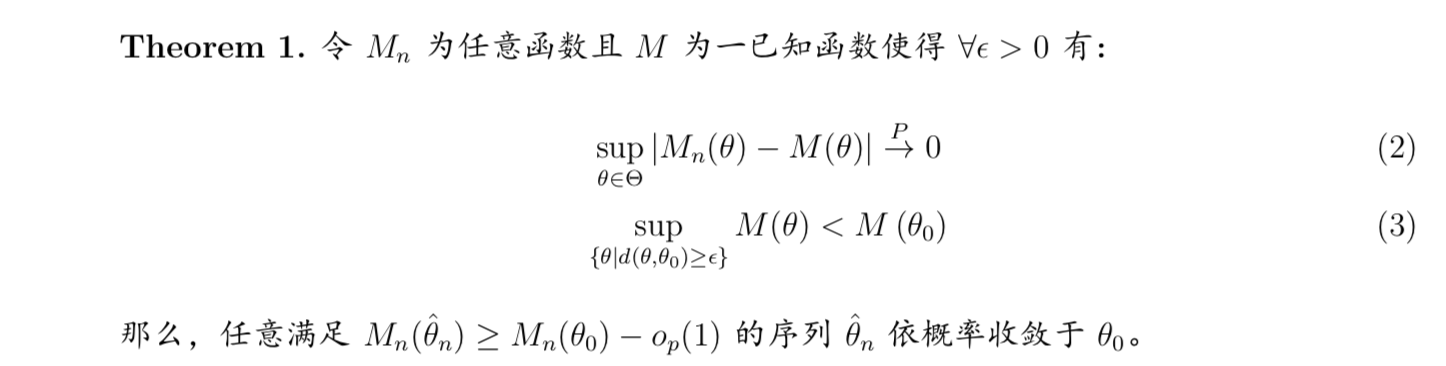 Theorem 1. 令 $M_n$ 为任意函数且 $M$ 为一已知函数使得 $\forall \epsilon > 0$ 有：
$\sup_{\theta \in \Theta} |M_n(\theta) - M(\theta)| \xrightarrow{P} 0$ (2)
$\sup_{\{\theta | d(\theta, \theta_0) \geq \epsilon\}} M(\theta) < M(\theta_0)$ (3)
那么，任意满足 $M_n(\hat{\theta}_n) \geq M_n(\theta_0) - o_p(1)$ 的序列 $\hat{\theta}_n$ 依概率收敛于 $\theta_0$。